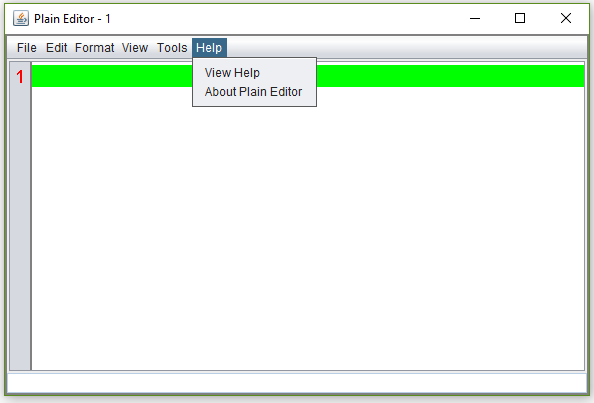 Plain Editor - 1
File Edit Format View Tools Help
1
View Help
About Plain Editor